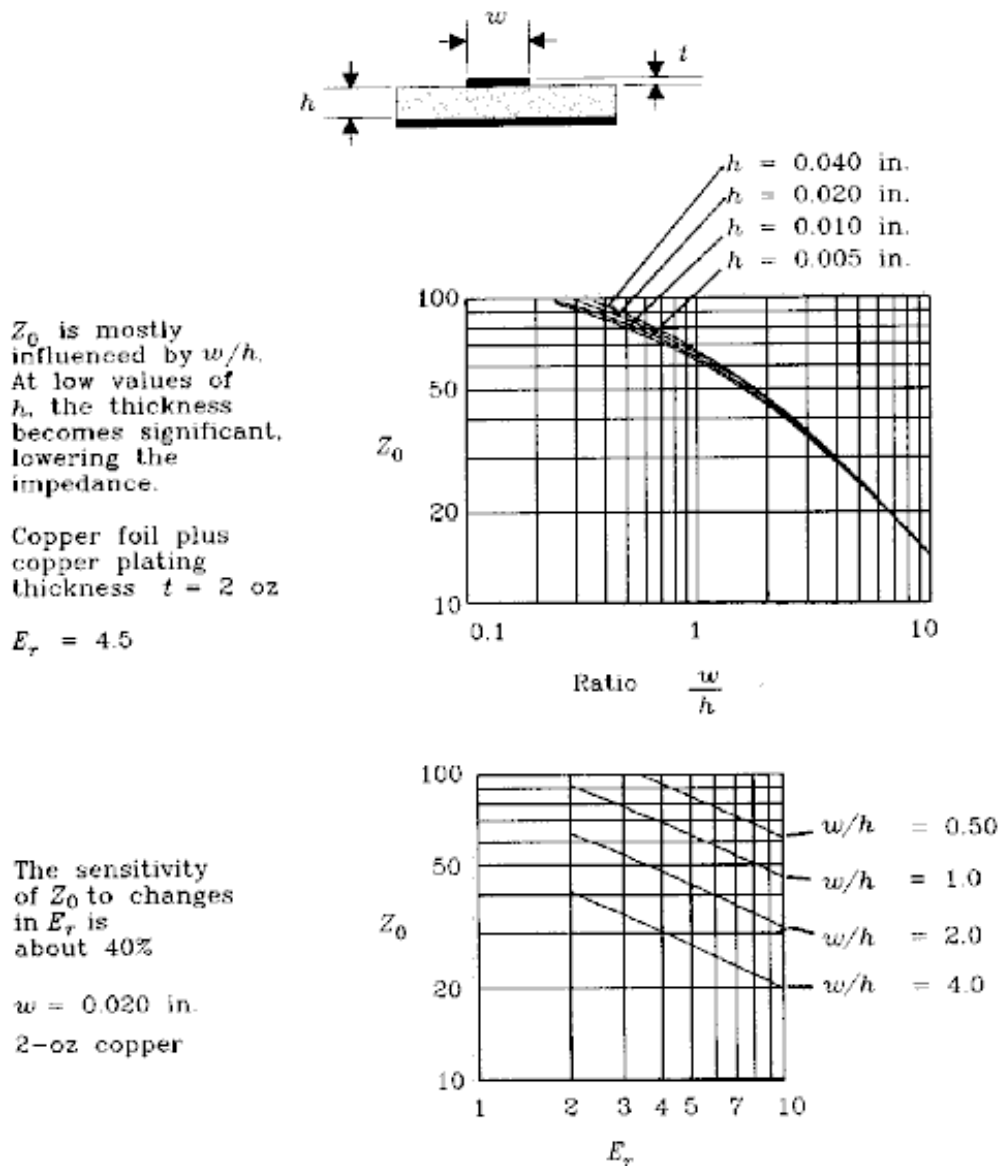 w
t
h
h = 0.040 in.
h = 0.020 in.
h = 0.010 in.
h = 0.005 in.
Z₀ is mostly
influenced by w/h.
At low values of
h, the thickness
becomes significant,
lowering the
impedance.
Copper foil plus
copper plating
thickness t = 2 oz
Eᵣ = 4.5
100
50
20
10
Z₀
0.1
1
10
Ratio w/h
The sensitivity
of Z₀ to changes
in Eᵣ is
about 40%
w = 0.020 in.
2-oz copper
100
50
20
10
Z₀
1
2
3
4
5
7
10
Eᵣ
w/h = 0.50
w/h = 1.0
w/h = 2.0
w/h = 4.0